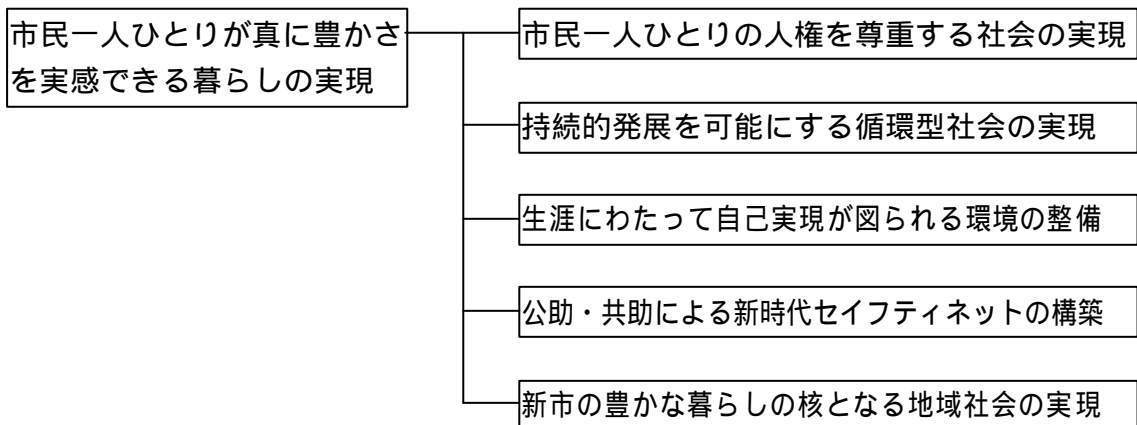 市民一人ひとりが真に豊かさ
を実感できる暮らしの実現
市民一人ひとりの人権を尊重する社会の実現
持続的発展を可能にする循環型社会の実現
生涯にわたって自己実現が図られる環境の整備
公助・共助による新時代セイフティネットの構築
新市の豊かな暮らしの核となる地域社会の実現